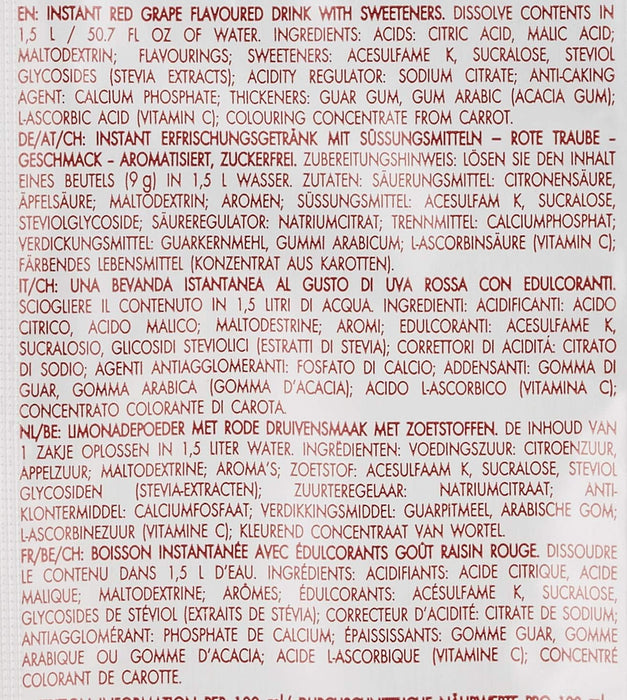 EN: INSTANT RED GRAPE FLAVOURED DRINK WITH SWEETENERS. DISSOLVE CONTENTS IN
1,5 L / 50.7 FL OZ OF WATER. INGREDIENTS: ACIDS: CITRIC ACID, MALIC ACID;
MALTODEXTRIN; FLAVOURINGS; SWEETENERS: ACESULFAME K, SUCRALOSE, STEVIOL
GLYCOSIDES (STEVIA EXTRACTS); ACIDITY REGULATOR: SODIUM CITRATE; ANTI-CAKING
AGENT: CALCIUM PHOSPHATE; THICKENERS: GUAR GUM, GUM ARABIC (ACACIA GUM);
L-ASCORBIC ACID (VITAMIN C); COLOURING CONCENTRATE FROM CARROT.
DE/AT/CH: INSTANT ERFRISCHUNGSGETRÄNK MIT SÜSSUNGSMITTELN – ROTE TRAUBE -
GESCHMACK - AROMATISIERT, ZUCKERFREI. ZUBEREITUNGSHINWEIS: LÖSEN SIE DEN INHALT
EINES BEUTELS (9 g) IN 1,5 L WASSER. ZUTATEN: SÄUERUNGSMITTEL: CITRONENSÄURE,
ÄPFELSÄURE; MALTODEXTRIN; AROMEN; SÜSSUNGSMITTEL: ACESULFAM K, SUCRALOSE,
STEVIOLGLYCOSIDE; SÄUREREGULATOR: NATRIUMCITRAT; TRENNMITTEL: CALCIUMPHOSPHAT;
VERDICKUNGSMITTEL: GUARKERNMEHL, GUMMI ARABICUM; L-ASCORBINSÄURE (VITAMIN C);
FÄRBENDES LEBENSMITTEL (KONZENTRAT AUS KAROTTEN).
IT/CH: UNA BEVANDA ISTANTANEA AL GUSTO DI UVA ROSSA CON EDULCORANTI.
SCIOGLIERE IL CONTENUTO IN 1,5 LITRI DI ACQUA. INGREDIENTI: ACIDIFICANTI: ACIDO
CITRICO, ACIDO MALICO; MALTODESTRINE; AROMI; EDULCORANTI: ACESULFAME K,
SUCRALOSIO, GLICOSIDI STEVIOLICI (ESTRATTI DI STEVIA); CORRETTORI DI ACIDITÁ: CITRATO
DI SODIO; AGENTI ANTIAGGLOMERANTI: FOSFATO DI CALCIO; ADDENSANTI: GOMMA DI
GUAR, GOMMA ARABICA (GOMMA D'ACACIA); ACIDO L-ASCORBICO (VITAMINA C);
CONCENTRATO COLORANTE DI CAROTA.
NL/BE: LIMONADEPOEDER MET RODE DRUIVENSMAAK MET ZOETSTOFFEN. DE INHOUD VAN
1 ZAKJE OPLOSSEN IN 1,5 LITER WATER. INGRËDIENTEN: VOEDINGSZUUR: CITROENZUUR,
APPELZUUR; MALTODEXTRINE; AROMA'S; ZOETSTOF: ACESULFAAM K, SUCRALOSE, STEVIOL
GLYCOSIDEN (STEVIA-EXTRACTEN); ZUURTEREGELAAR: NATRIUMCITRAAT; ANTI-
KLONTERMIDDEL: CALCIUMFOSFAAT; VERDIKKINGSMIDDEL: GUARPITMEEL, ARABISCHE GOM;
L-ASCORBINEZUUR (VITAMINE C); KLEUREND CONCENTRAAT VAN WORTEL.
FR/BE/CH: BOISSON INSTANTANÉE AVEC ÉDULCORANTS GOÛT RAISIN ROUGE. DISSOUDRE
LE CONTENU DANS 1,5 L D'EAU. INGRÉDIENTS: ACIDIFIANTS: ACIDE CITRIQUE, ACIDE
MALIQUE; MALTODEXTRINE; ARÔMES; ÉDULCORANTS: ACÉSULFAME K, SUCRALOSE,
GLYCOSIDES DE STÉVIOL (EXTRAITS DE STÉVIA); CORRECTEUR D'ACIDITÉ: CITRATE DE SODIUM;
ANTIAGGLOMÉRANT: PHOSPHATE DE CALCIUM; ÉPAISSISSANTS: GOMME GUAR, GOMME
ARABIQUE OU GOMME D'ACACIA; ACIDE L-ASCORBIQUE (VITAMINE C); CONCENTRÉ
COLORANT DE CAROTTE.